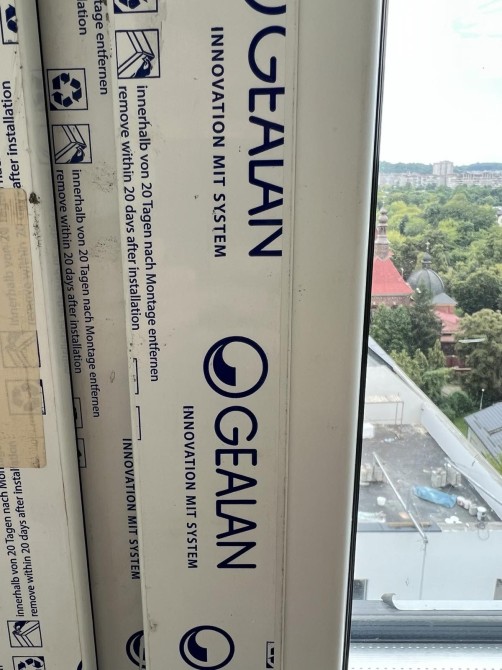 GEALAN
INNOVATION MIT SYSTEM
GEALAN
INNOVATION MIT SYSTEM
innerhalb von 20 Tagen nach Montage entfernen
remove within 20 days after installation
INNOVATION MIT SYSTEM
tage entfernen
lation
innerhalb von 20 Tagen nach Montage entfernen
remove within 20 days after installation
after installation
innerhalb von 20 Tagen nach
remove within 20 days after instal